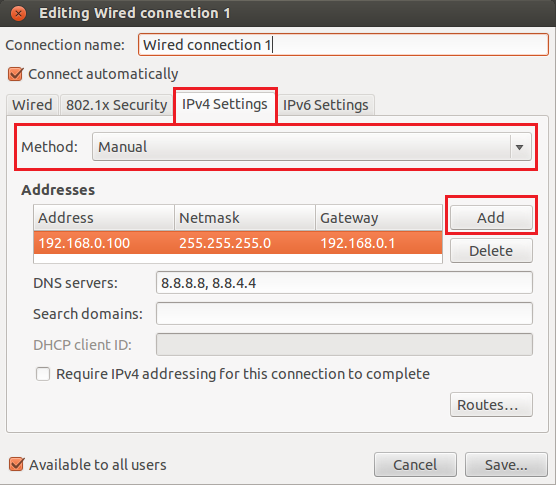 Editing Wired connection 1
Connection name: Wired connection 1
Connect automatically
Wired 802.1x Security IPv4 Settings IPv6 Settings
Method: Manual
Addresses
Address Netmask Gateway Add
192.168.0.100 255.255.255.0 192.168.0.1 Delete
DNS servers: 8.8.8.8, 8.8.4.4
Search domains:
DHCP client ID:
Require IPv4 addressing for this connection to complete
Routes...
Available to all users Cancel Save...